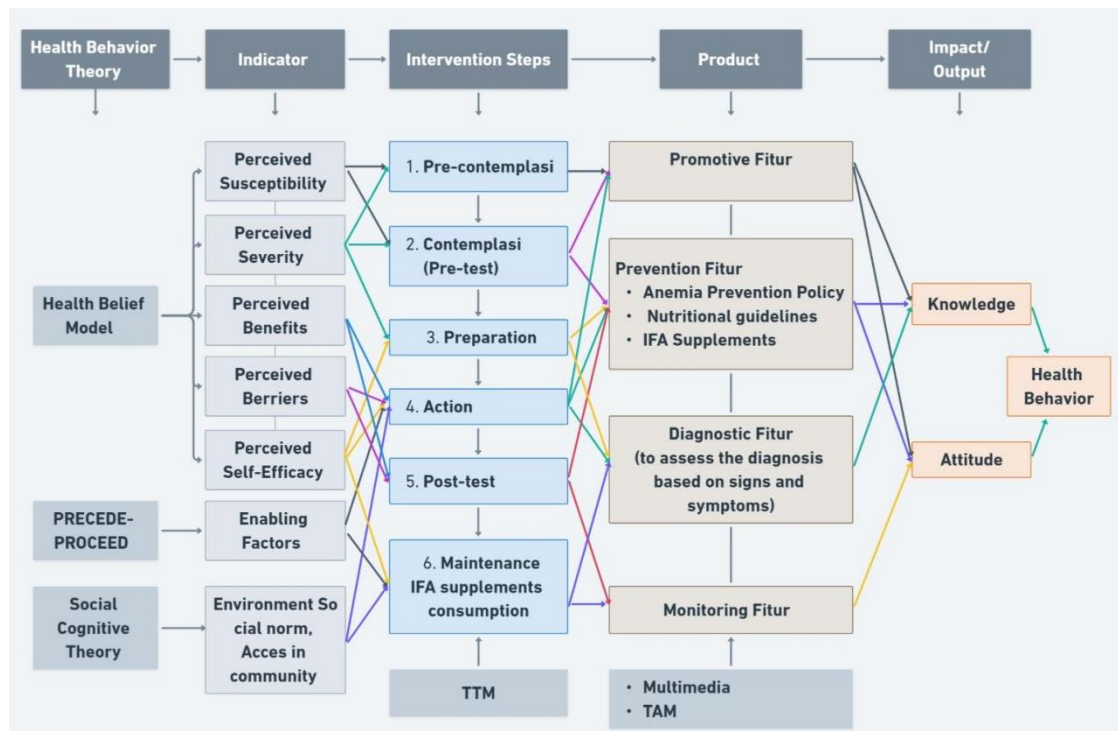 Health Behavior
Theory
Indicator
Intervention Steps
Product
Impact/
Output
Health Belief
Model
PRECEDE-
PROCEED
Social
Cognitive
Theory
Perceived
Susceptibility
Perceived
Severity
Perceived
Benefits
Perceived
Berriers
Perceived
Self-Efficacy
Enabling
Factors
Environment So
cial norm,
Acces in
community
1. Pre-contemplasi
2. Contemplasi
(Pre-test)
3. Preparation
4. Action
5. Post-test
6. Maintenance
IFA supplements
consumption
TTM
Promotive Fitur
Prevention Fitur
• Anemia Prevention Policy
• Nutritional guidelines
• IFA Supplements
Diagnostic Fitur
(to assess the diagnosis
based on signs and
symptoms)
Monitoring Fitur
• Multimedia
• TAM
Knowledge
Attitude
Health
Behavior